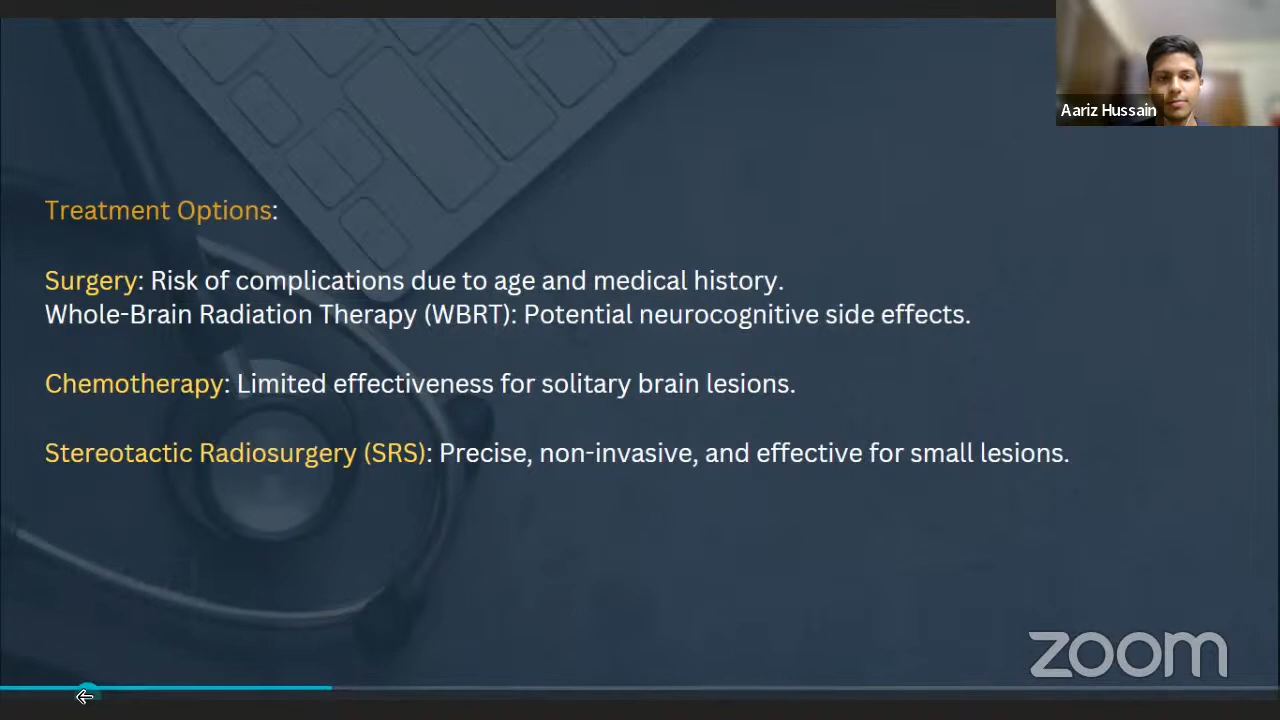 Aariz Hussain
Treatment Options:
Surgery: Risk of complications due to age and medical history.
Whole-Brain Radiation Therapy (WBRT): Potential neurocognitive side effects.
Chemotherapy: Limited effectiveness for solitary brain lesions.
Stereotactic Radiosurgery (SRS): Precise, non-invasive, and effective for small lesions.
zoom